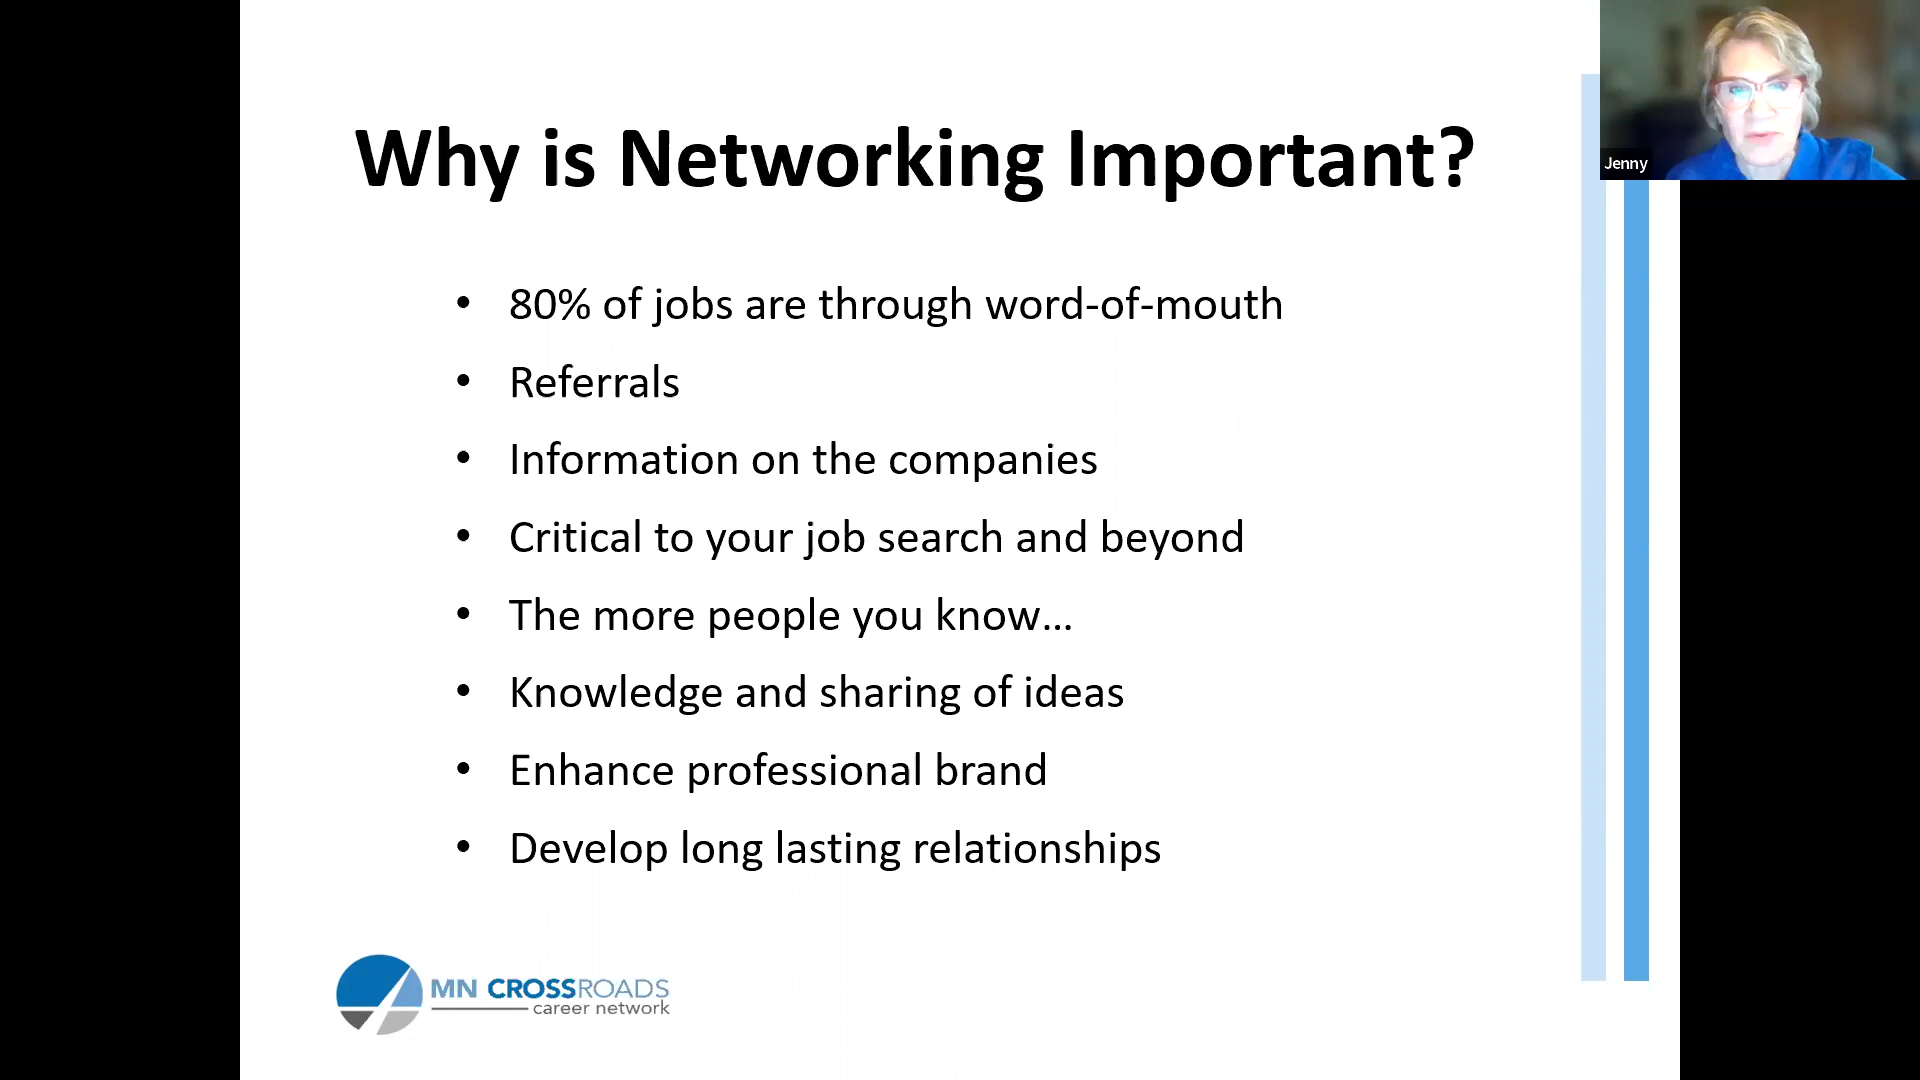 Why is Networking Important?
Jenny
• 80% of jobs are through word-of-mouth
• Referrals
• Information on the companies
• Critical to your job search and beyond
• The more people you know…
• Knowledge and sharing of ideas
• Enhance professional brand
• Develop long lasting relationships
MN CROSSROADS
career network